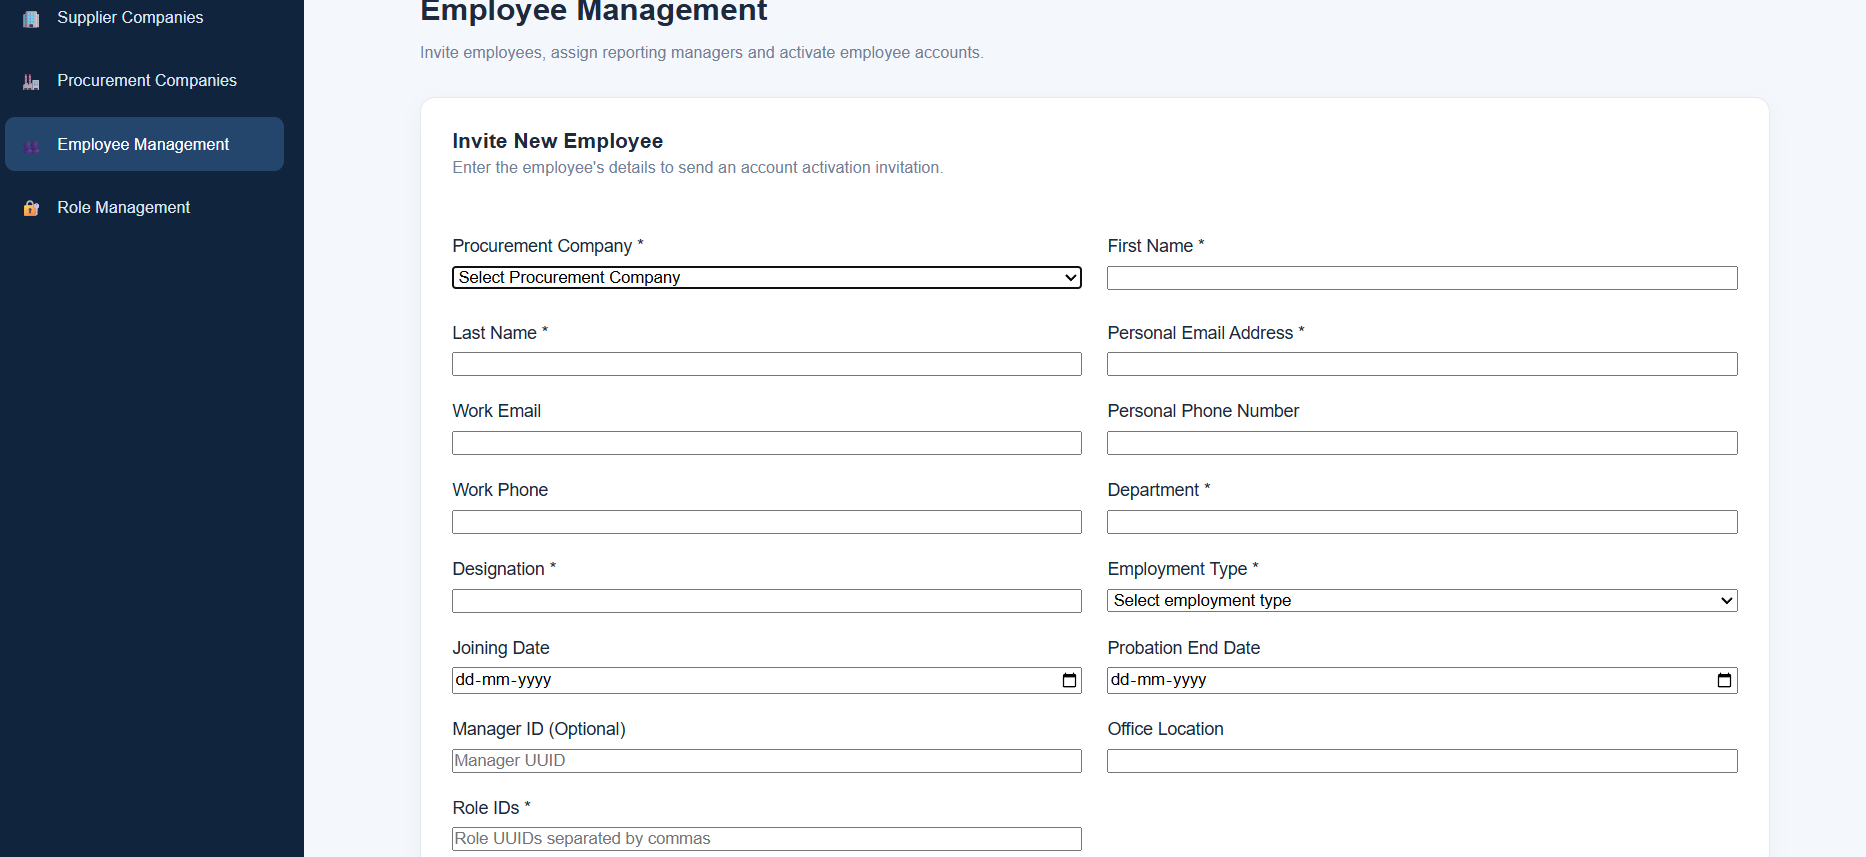 Supplier Companies
Procurement Companies
Employee Management
Role Management
Employee Management
Invite employees, assign reporting managers and activate employee accounts.
Invite New Employee
Enter the employee's details to send an account activation invitation.
Procurement Company *
Select Procurement Company
First Name *
Last Name *
Personal Email Address *
Work Email
Personal Phone Number
Work Phone
Department *
Designation *
Employment Type *
Select employment type
Joining Date
dd-mm-yyyy
Probation End Date
dd-mm-yyyy
Manager ID (Optional)
Manager UUID
Office Location
Role IDs *
Role UUIDs separated by commas